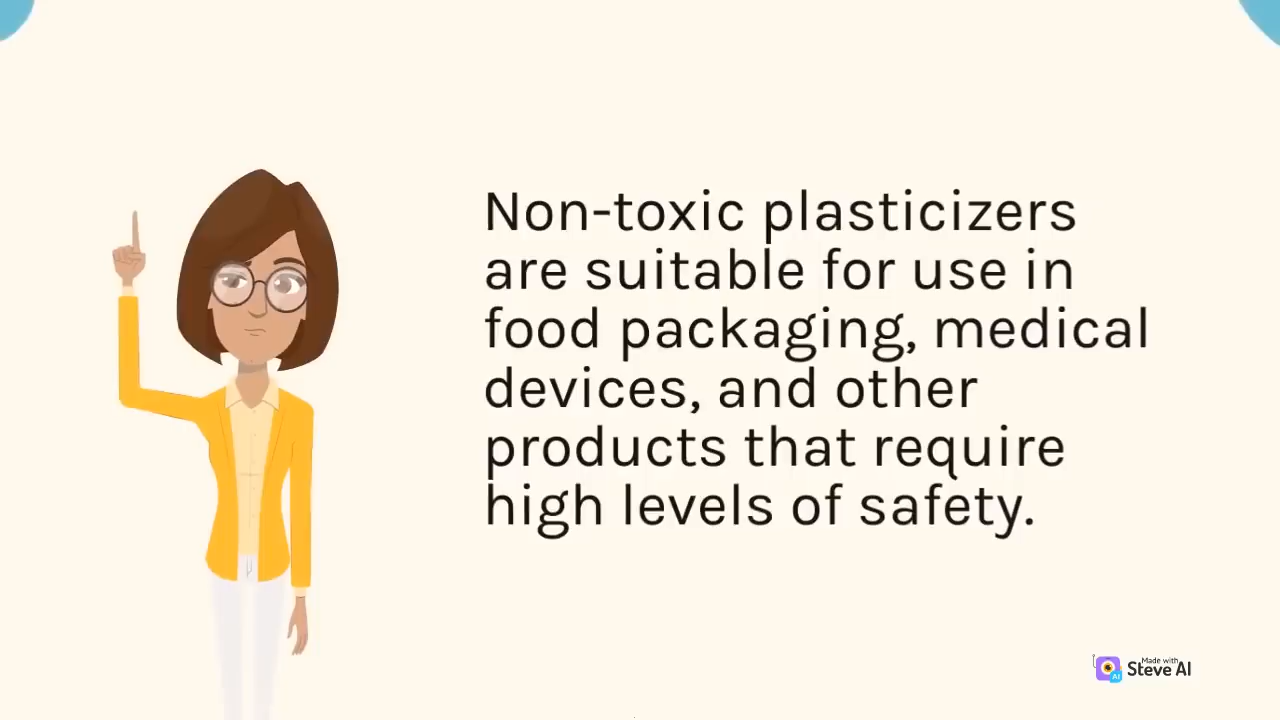 Non-toxic plasticizers
are suitable for use in
food packaging, medical
devices, and other
products that require
high levels of safety.
Made with
Steve AI
AI